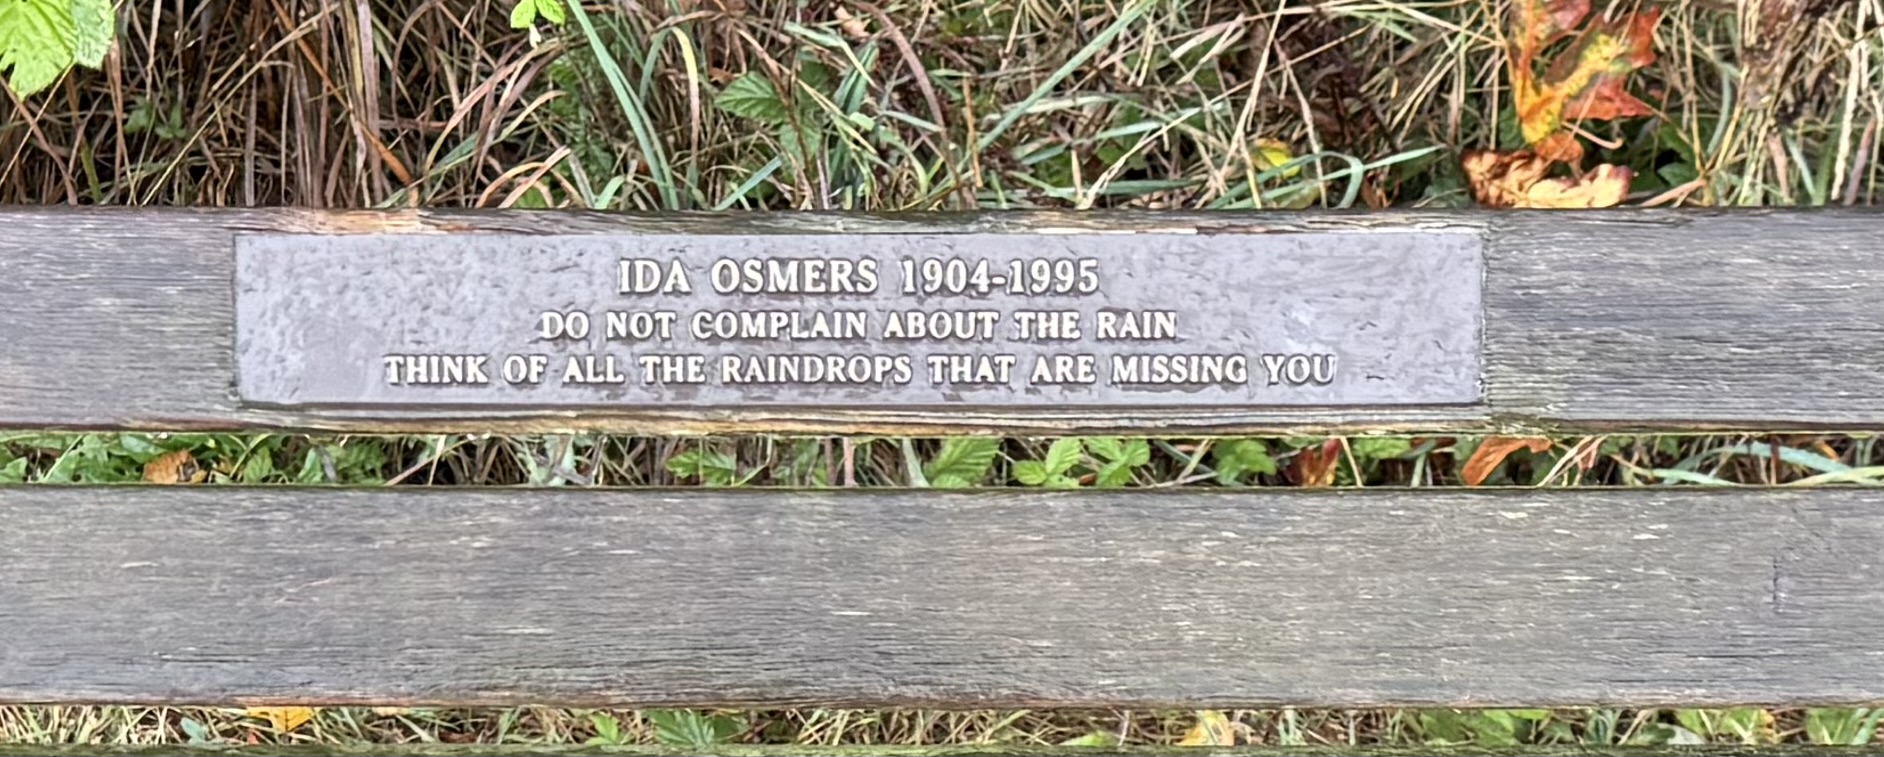 IDA OSMERS 1904-1995
DO NOT COMPLAIN ABOUT THE RAIN
THINK OF ALL THE RAINDROPS THAT ARE MISSING YOU